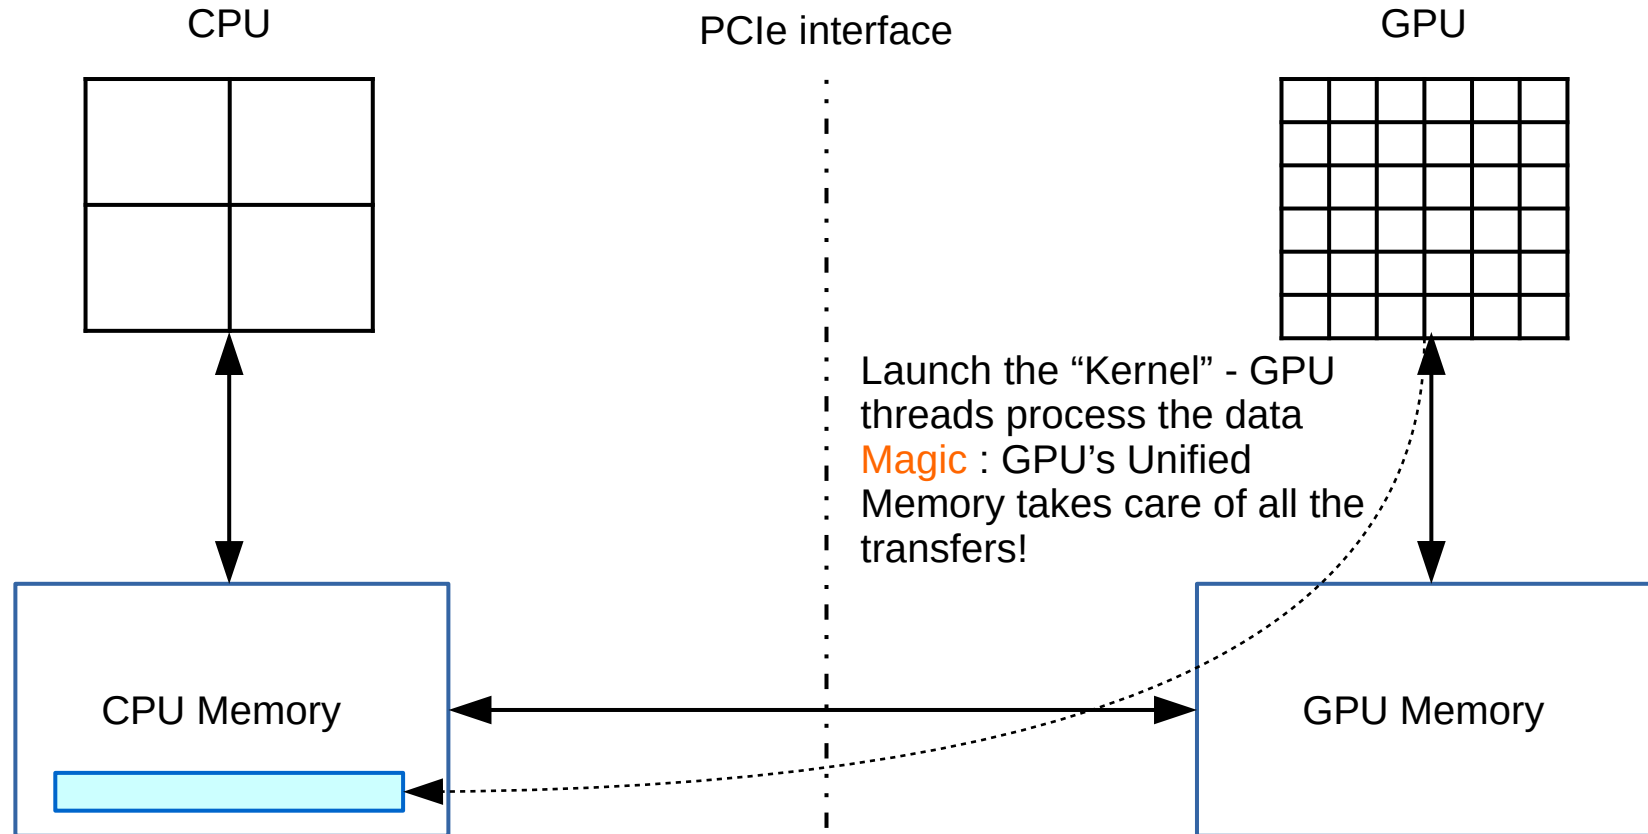 CPU
PCIe interface
GPU
Launch the “Kernel” - GPU
threads process the data
Magic : GPU’s Unified
Memory takes care of all the
transfers!
CPU Memory
GPU Memory